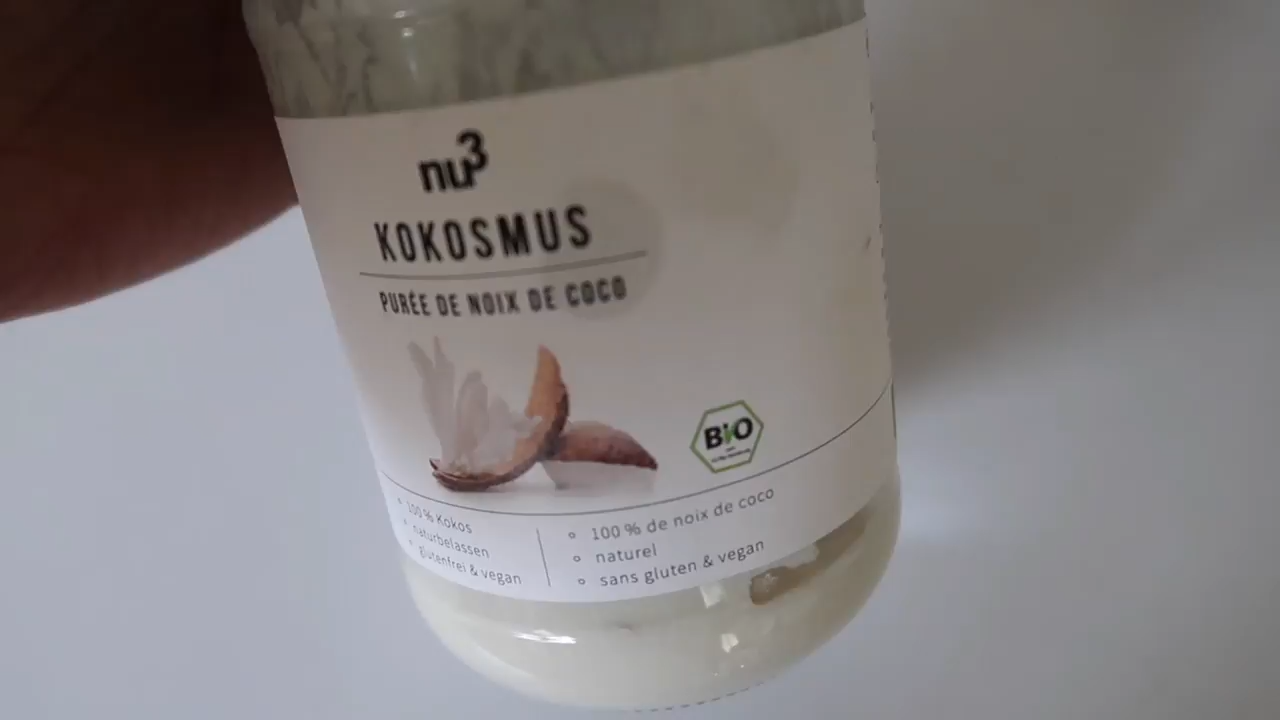 nu3
KOKOSMUS
PURÉE DE NOIX DE COCO
BIO
100 % Kokos
naturbelassen
glutenfrei & vegan
100 % de noix de coco
naturel
sans gluten & vegan